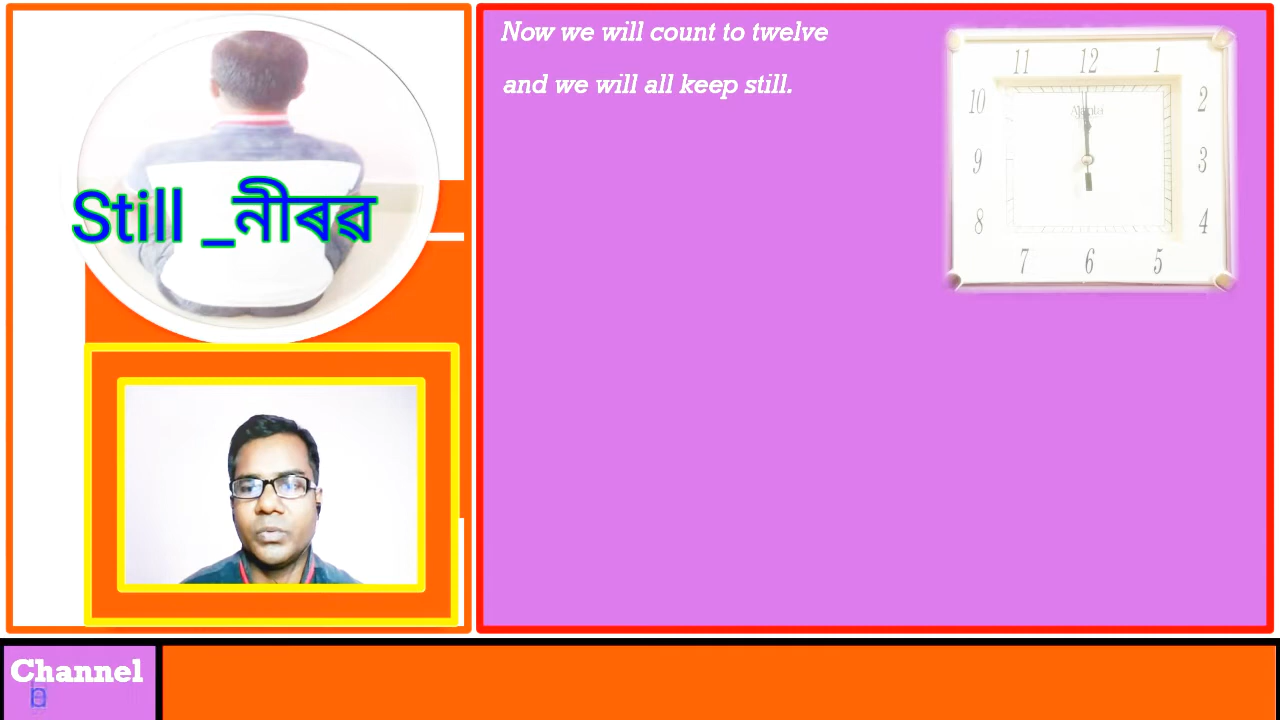 Still _নীৰৱ
Now we will count to twelve
and we will all keep still.
11 12 1
10 2
9 3
8 4
7 6 5
Channel